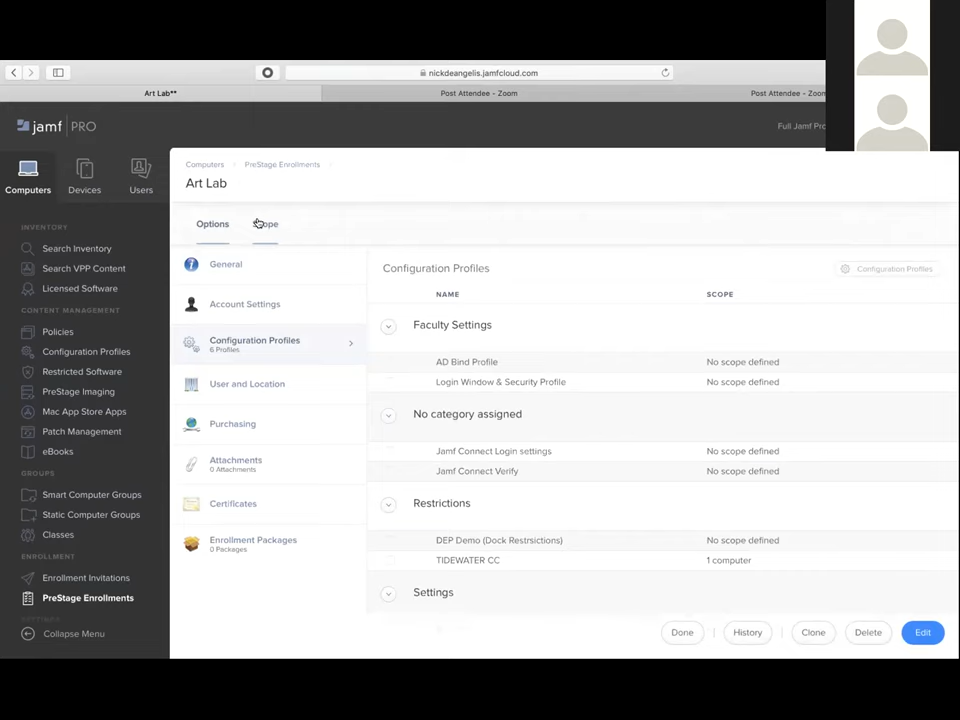 nickdeangelis.jamfcloud.com
Art Lab**
Post Attendee - Zoom
Post Attendee - Zoom
jamf PRO
Full Jamf Pro
Computers
Devices
Users
Computers
PreStage Enrollments
Art Lab
Options
INVENTORY
Search Inventory
Search VPP Content
Licensed Software
CONTENT MANAGEMENT
Policies
Configuration Profiles
Restricted Software
PreStage Imaging
Mac App Store Apps
Patch Management
eBooks
GROUPS
Smart Computer Groups
Static Computer Groups
Classes
ENROLLMENT
Enrollment Invitations
PreStage Enrollments
SETTINGS
Collapse Menu
General
Account Settings
Configuration Profiles
6 Profiles
User and Location
Purchasing
Attachments
0 Attachments
Certificates
Enrollment Packages
0 Packages
Configuration Profiles
Configuration Profiles
NAME SCOPE
Faculty Settings
AD Bind Profile No scope defined
Login Window & Security Profile No scope defined
No category assigned
Jamf Connect Login settings No scope defined
Jamf Connect Verify No scope defined
Restrictions
DEP Demo (Dock Restrsictions) No scope defined
TIDEWATER CC 1 computer
Settings
Done
History
Clone
Delete
Edit